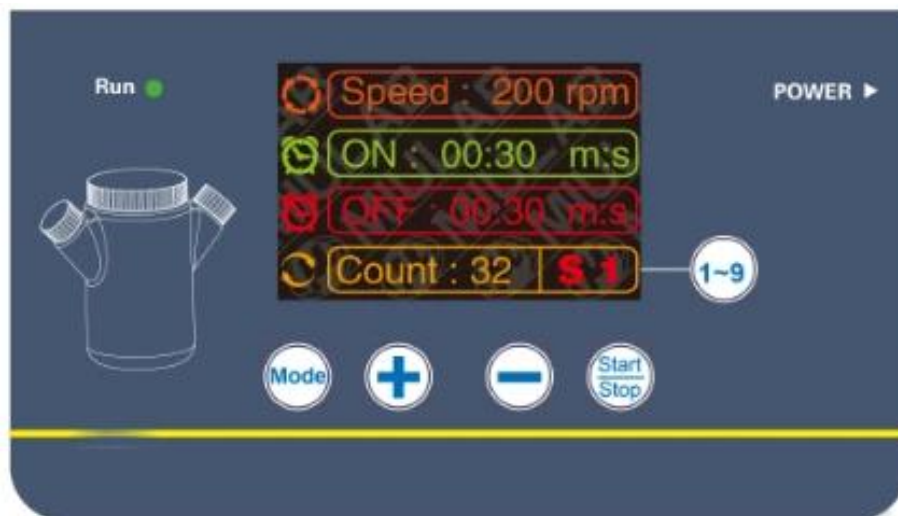 Run
POWER ▶
Speed : 200 rpm
ON : 00:30 m:s
OFF : 00:30 m:s
Count : 32 S 1
1~9
Mode
+
−
Start
Stop